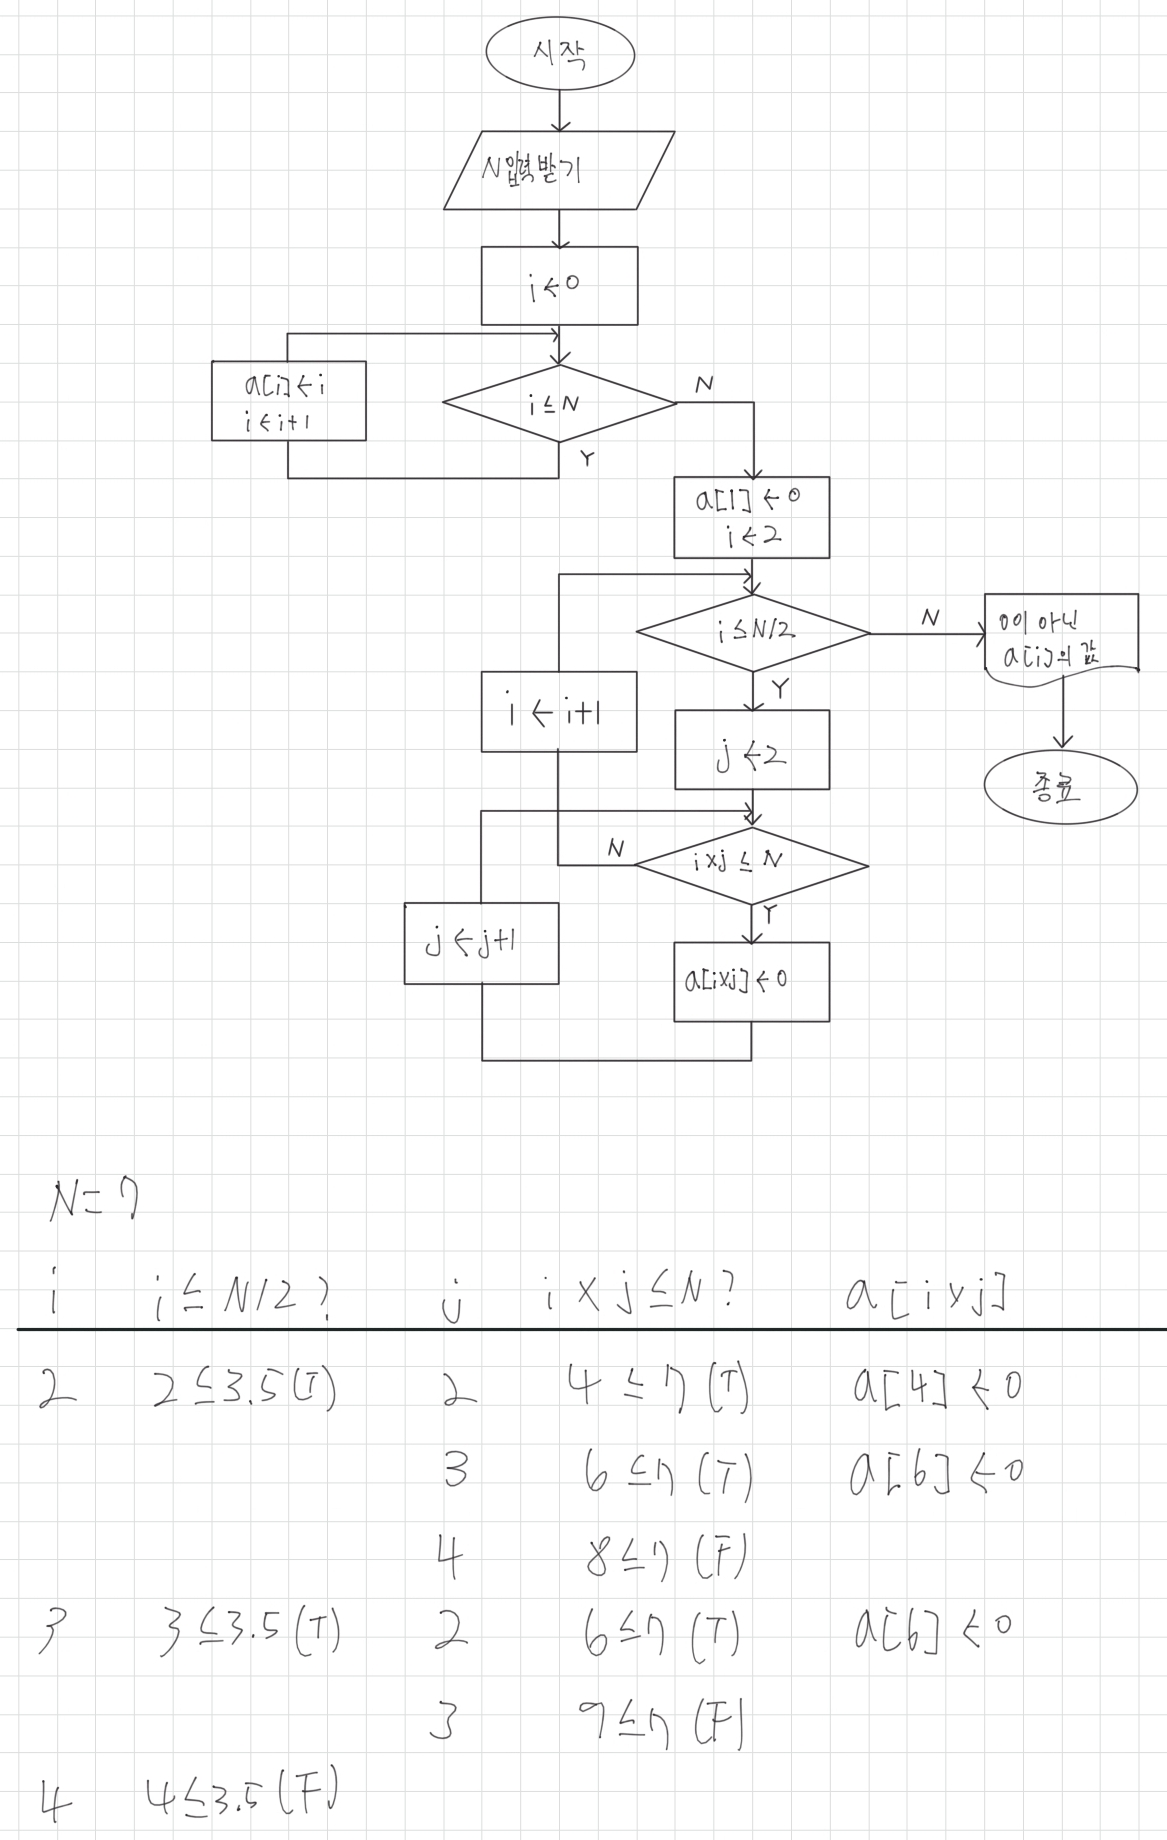 시작
N입력받기
i←0
a[i]←i
i←i+1
i≤N
N
Y
a[1]←0
i←2
i≤N/2
N
Y
0이 아닌
a[i]의 값
종료
i←i+1
j←2
i×j≤N
N
Y
j←j+1
a[i×j]←0
N=7
i i≤N/2? j i×j≤N? a[i×j]
2 2≤3.5(T) 2 4≤7(T) a[4]←0
3 6≤7(T) a[6]←0
4 8≤7(F)
3 3≤3.5(T) 2 6≤7(T) a[6]←0
3 9≤7(F)
4 4≤3.5(F)